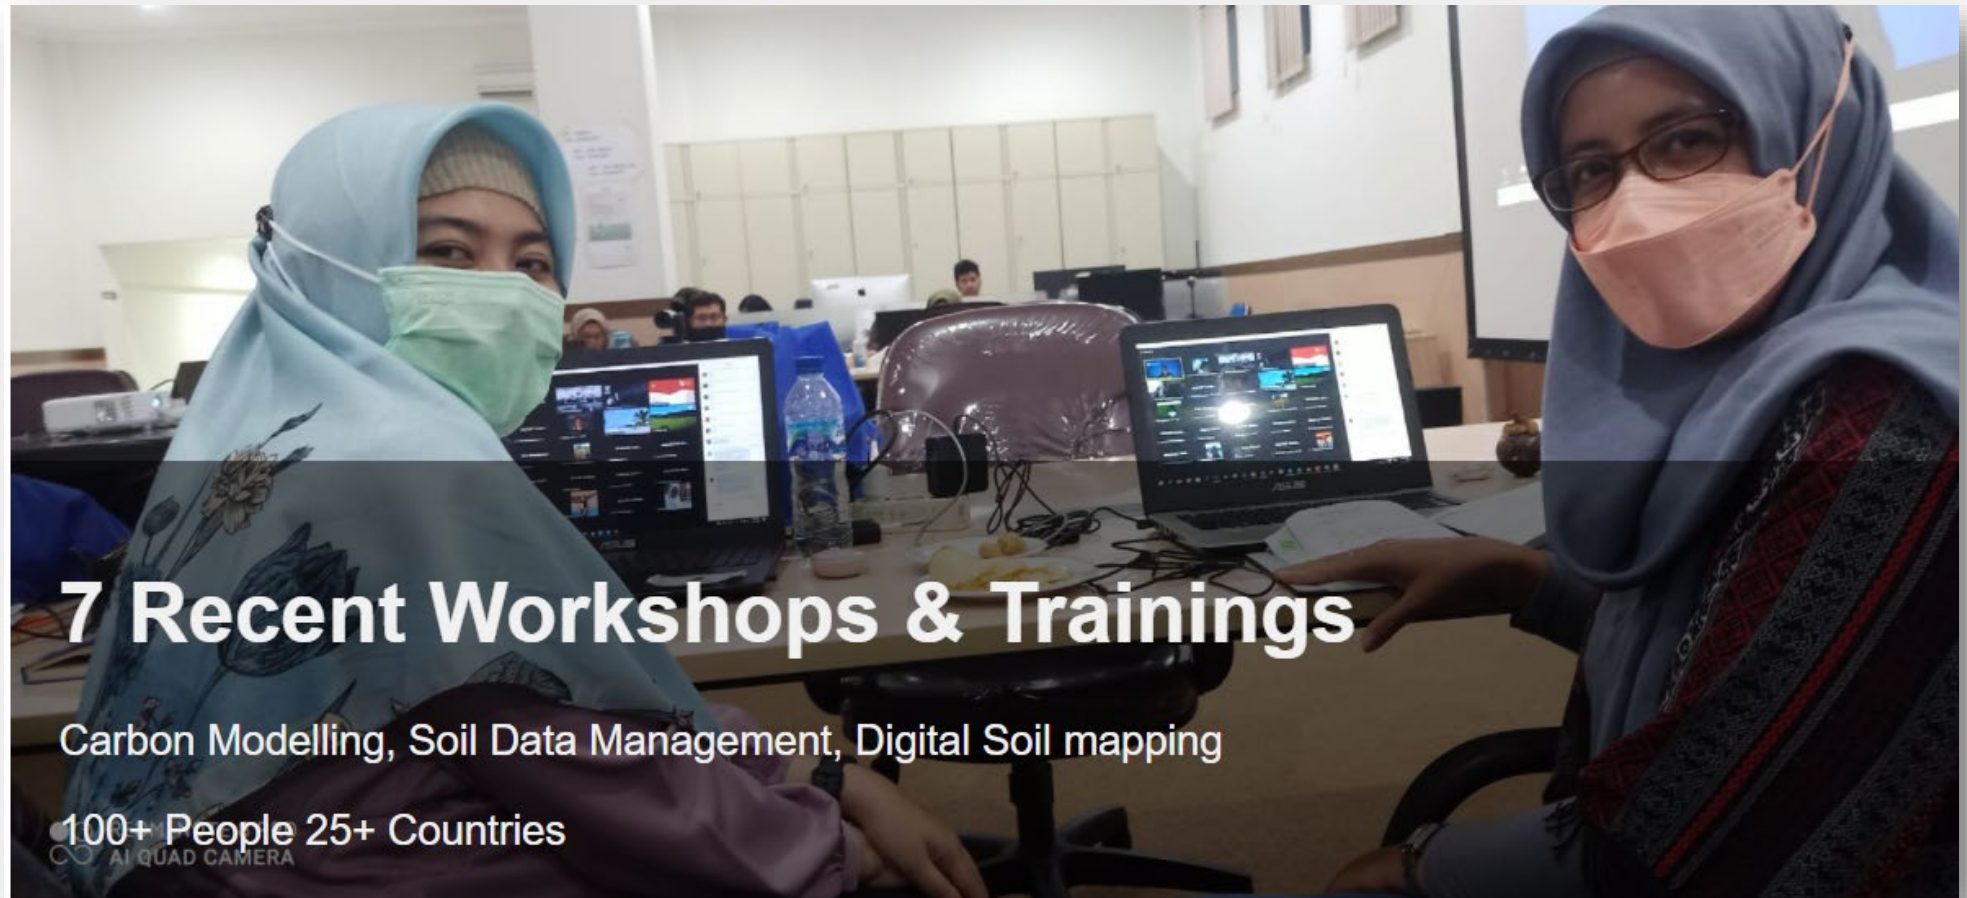 7 Recent Workshops & Trainings
Carbon Modelling, Soil Data Management, Digital Soil mapping
100+ People 25+ Countries
AI QUAD CAMERA
ASUS